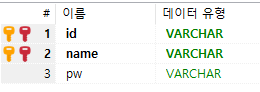 # 이름 데이터 유형
1 id VARCHAR
2 name VARCHAR
3 pw VARCHAR